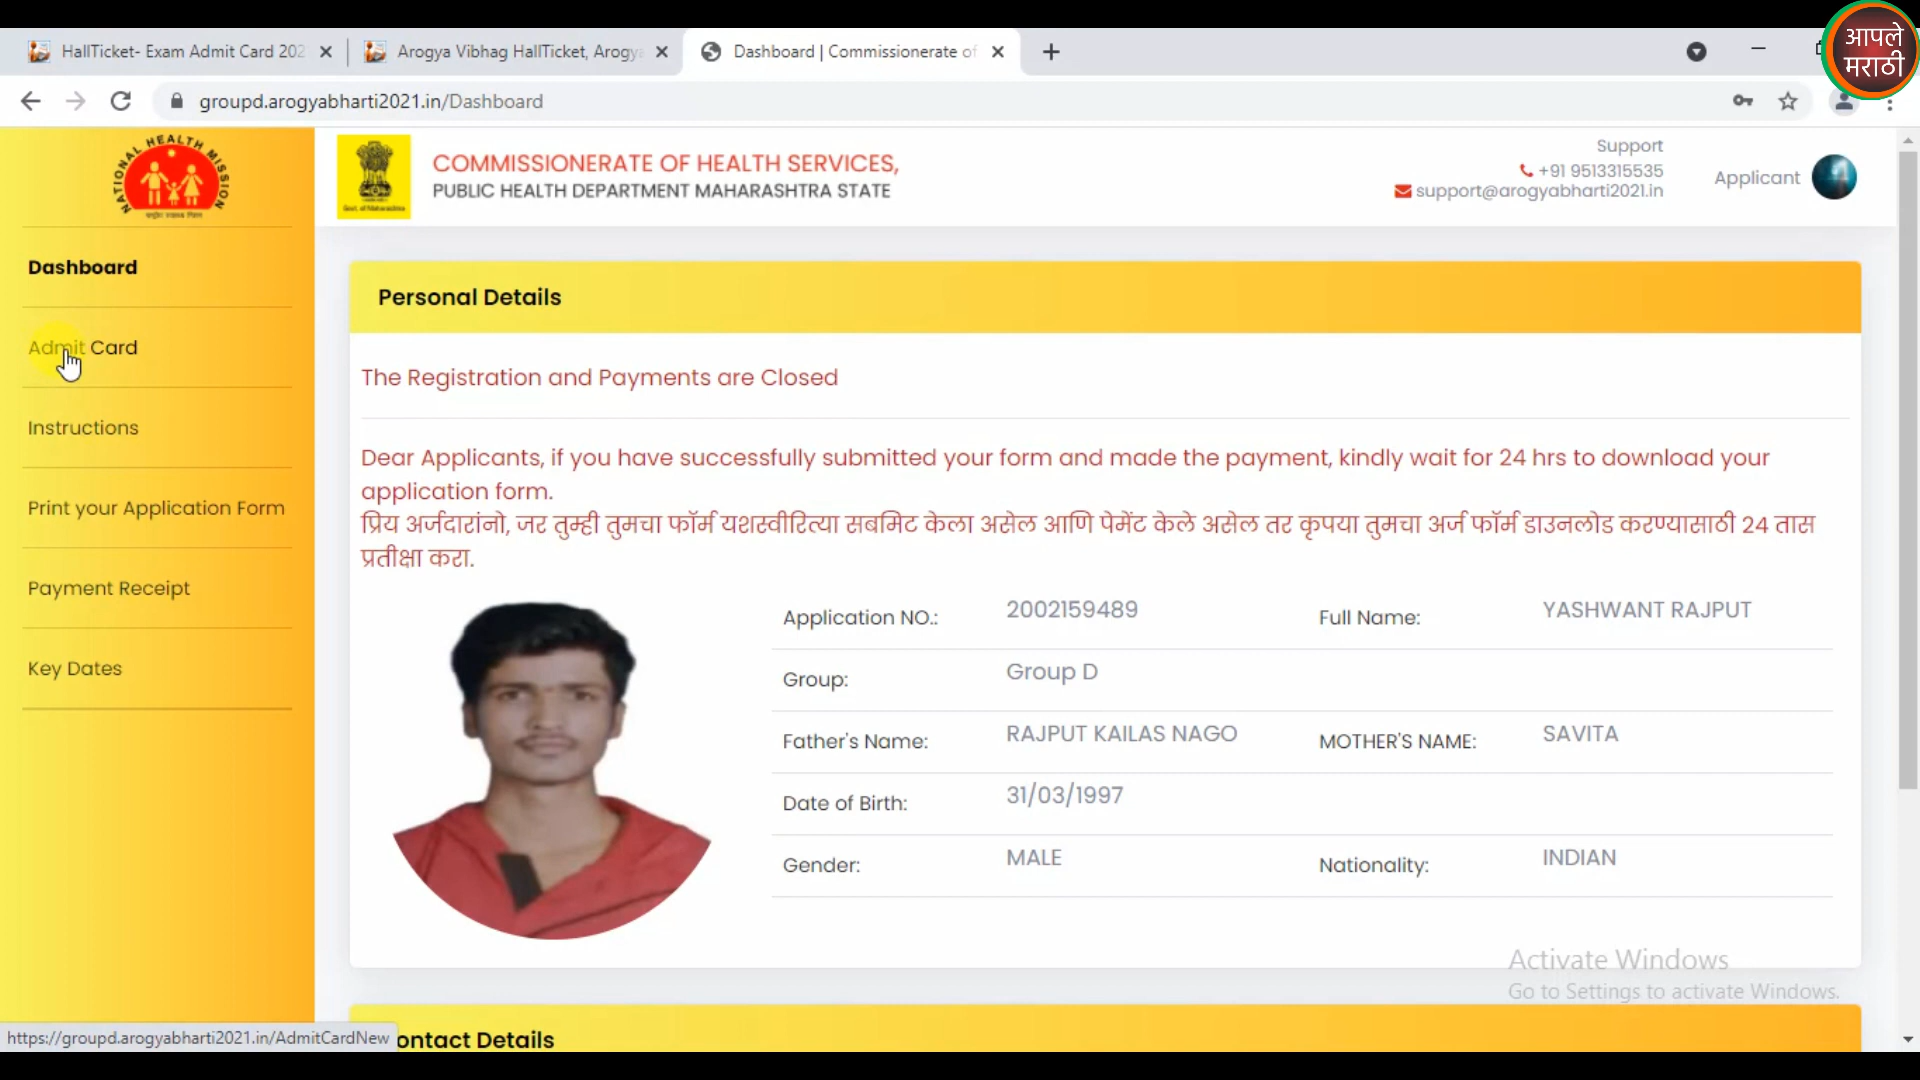 आपले
मराठी
HallTicket- Exam Admit Card 202
Arogya Vibhag HallTicket, Arogy
Dashboard | Commissionerate of
groupd.arogyabharti2021.in/Dashboard
NATIONAL HEALTH MISSION
Dashboard
Admit Card
Instructions
Print your Application Form
Payment Receipt
Key Dates
COMMISSIONERATE OF HEALTH SERVICES,
PUBLIC HEALTH DEPARTMENT MAHARASHTRA STATE
Support
+91 9513315535
support@arogyabharti2021.in
Applicant
Personal Details
The Registration and Payments are Closed
Dear Applicants, if you have successfully submitted your form and made the payment, kindly wait for 24 hrs to download your
application form.
प्रिय अर्जदारांनो, जर तुम्ही तुमचा फॉर्म यशस्वीरित्या सबमिट केला असेल आणि पेमेंट केले असेल तर कृपया तुमचा अर्ज फॉर्म डाउनलोड करण्यासाठी 24 तास
प्रतीक्षा करा.
Application NO.: 2002159489 Full Name: YASHWANT RAJPUT
Group: Group D
Father's Name: RAJPUT KAILAS NAGO MOTHER'S NAME: SAVITA
Date of Birth: 31/03/1997
Gender: MALE Nationality: INDIAN
Activate Windows
Go to Settings to activate Windows.
ontact Details
https://groupd.arogyabharti2021.in/AdmitCardNew